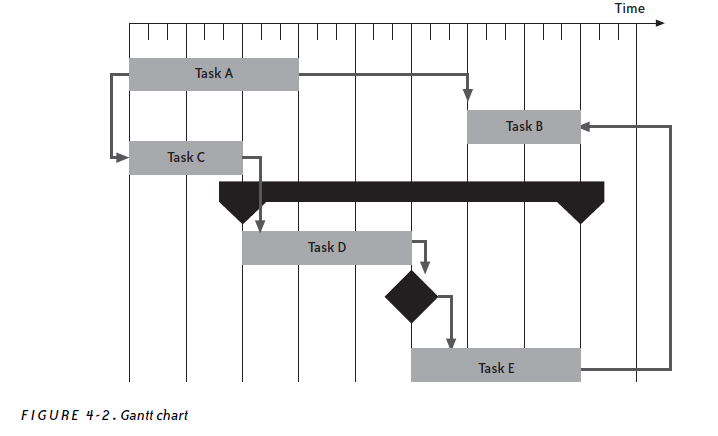 Time
Task A
Task B
Task C
Task D
Task E
FIGURE 4-2. Gantt chart